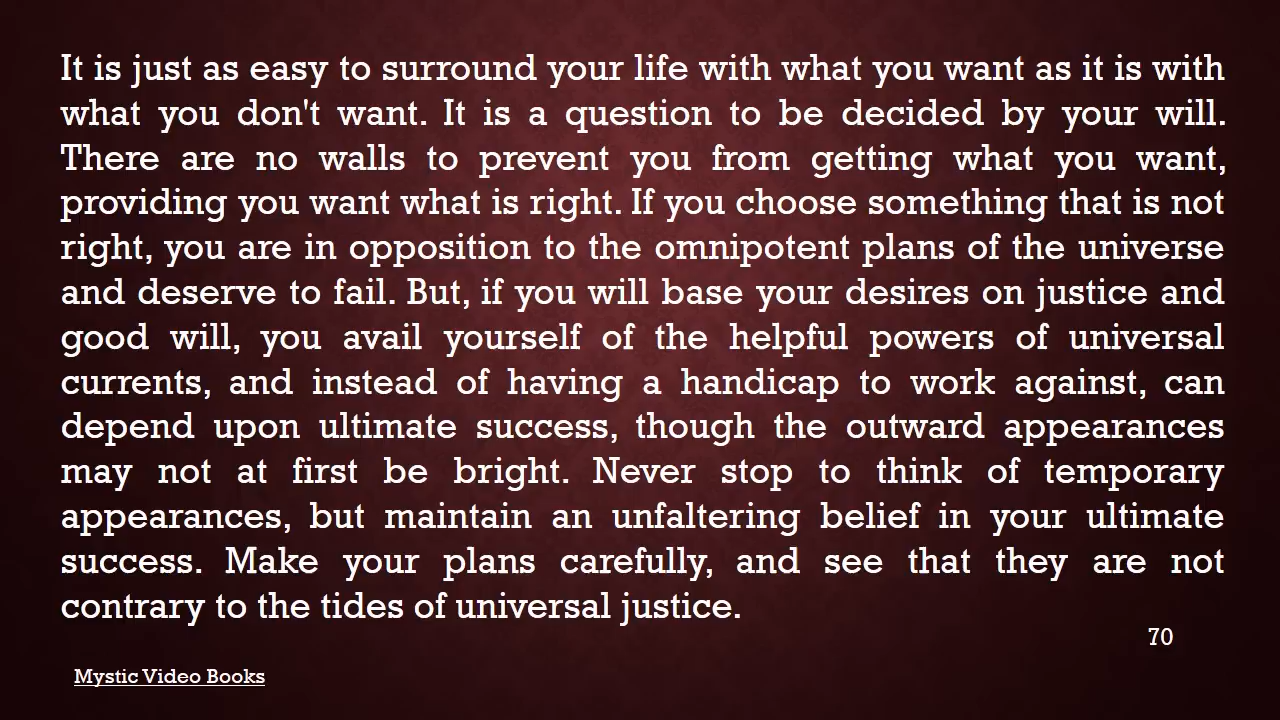 It is just as easy to surround your life with what you want as it is with
what you don't want. It is a question to be decided by your will.
There are no walls to prevent you from getting what you want,
providing you want what is right. If you choose something that is not
right, you are in opposition to the omnipotent plans of the universe
and deserve to fail. But, if you will base your desires on justice and
good will, you avail yourself of the helpful powers of universal
currents, and instead of having a handicap to work against, can
depend upon ultimate success, though the outward appearances
may not at first be bright. Never stop to think of temporary
appearances, but maintain an unfaltering belief in your ultimate
success. Make your plans carefully, and see that they are not
contrary to the tides of universal justice.
70
Mystic Video Books